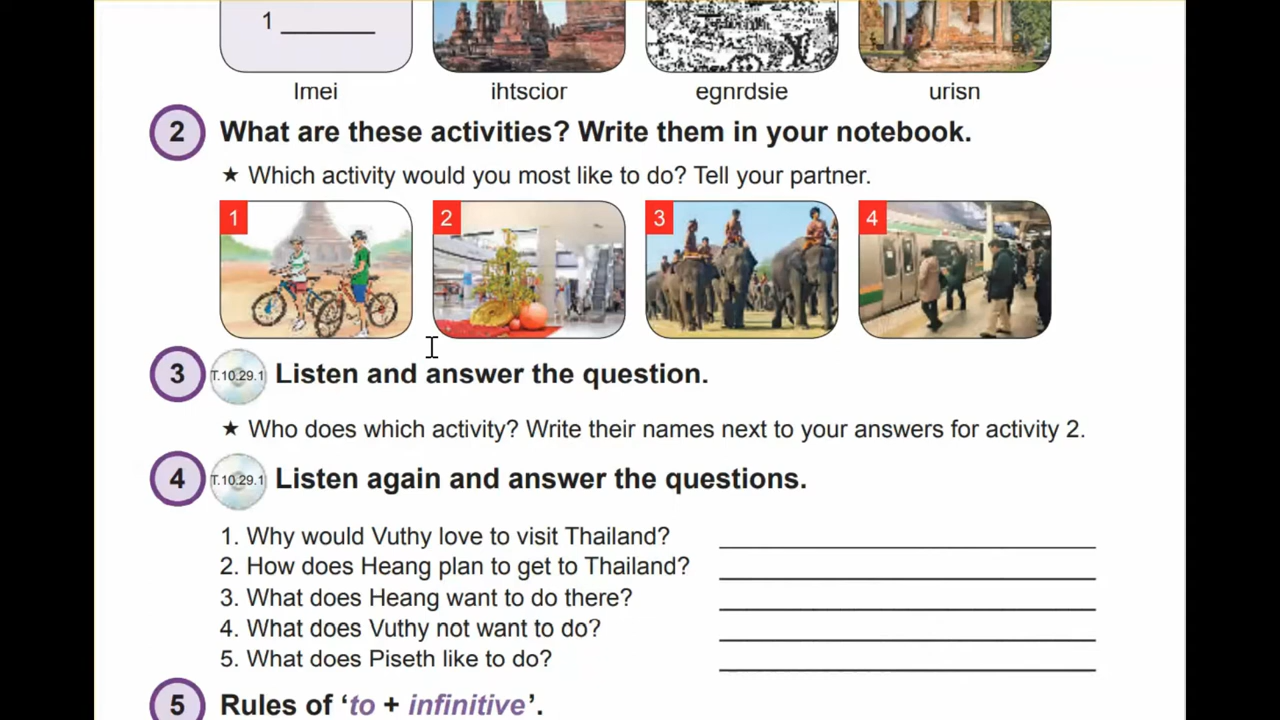 1
lmei ihtscior egnrdsie urisn
2 What are these activities? Write them in your notebook.
★ Which activity would you most like to do? Tell your partner.
1 2 3 4
3 T.10.29.1 Listen and answer the question.
★ Who does which activity? Write their names next to your answers for activity 2.
4 T.10.29.1 Listen again and answer the questions.
1. Why would Vuthy love to visit Thailand?
2. How does Heang plan to get to Thailand?
3. What does Heang want to do there?
4. What does Vuthy not want to do?
5. What does Piseth like to do?
5 Rules of ‘to + infinitive’.